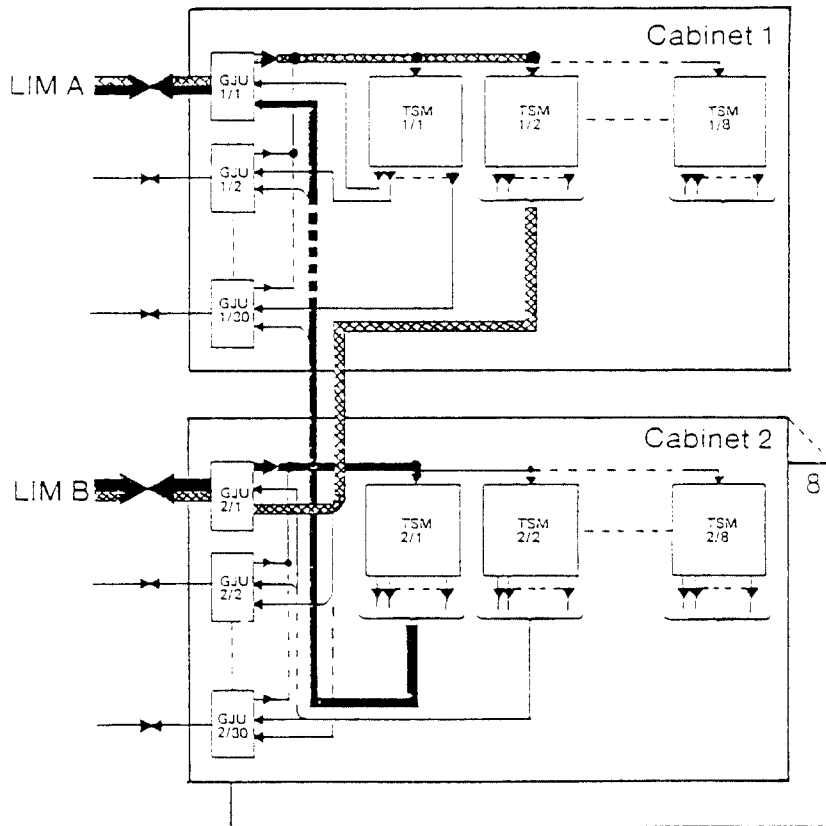 Cabinet 1
LIM A
GJU
1/1
TSM
1/1
TSM
1/2
TSM
1/8
GJU
1/2
GJU
1/30
Cabinet 2
LIM B
GJU
2/1
TSM
2/1
TSM
2/2
TSM
2/8
8
GJU
2/2
GJU
2/30